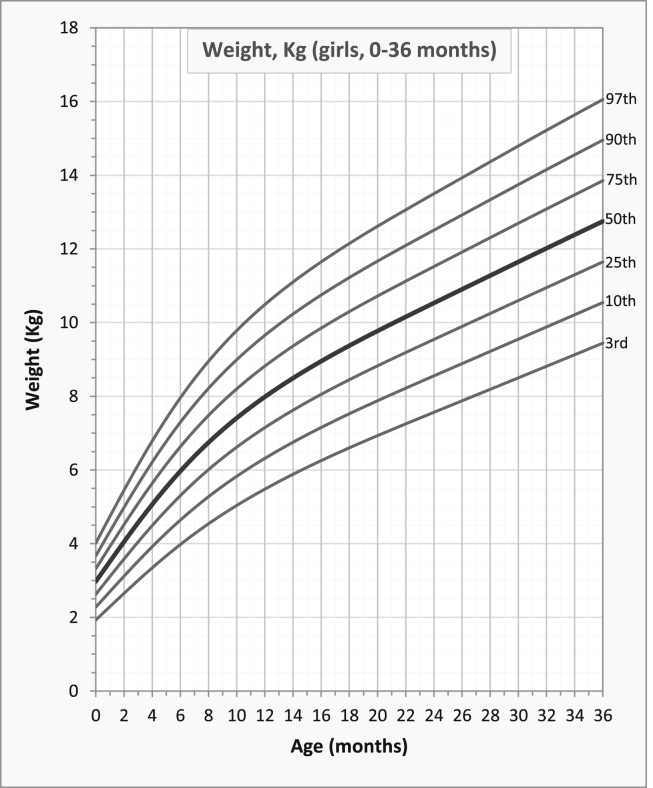 Weight, Kg (girls, 0-36 months)
18
16
14
12
10
8
6
4
2
0
Weight (Kg)
97th
90th
75th
50th
25th
10th
3rd
0 2 4 6 8 10 12 14 16 18 20 22 24 26 28 30 32 34 36
Age (months)